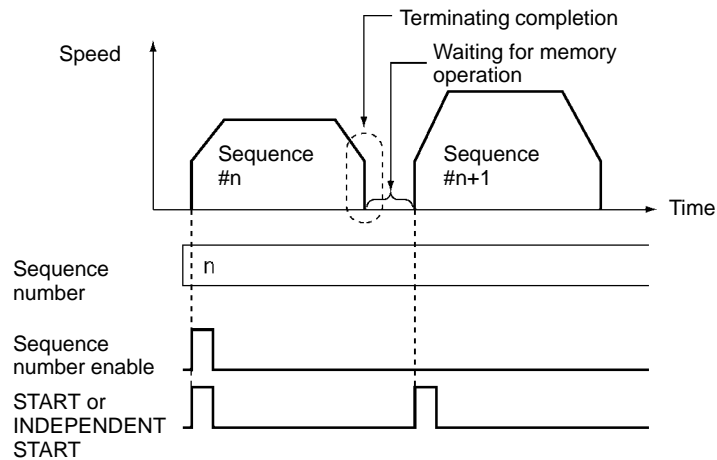 Terminating completion
Speed
Waiting for memory
operation
Sequence
#n
Sequence
#n+1
Time
Sequence
number
n
Sequence
number enable
START or
INDEPENDENT
START